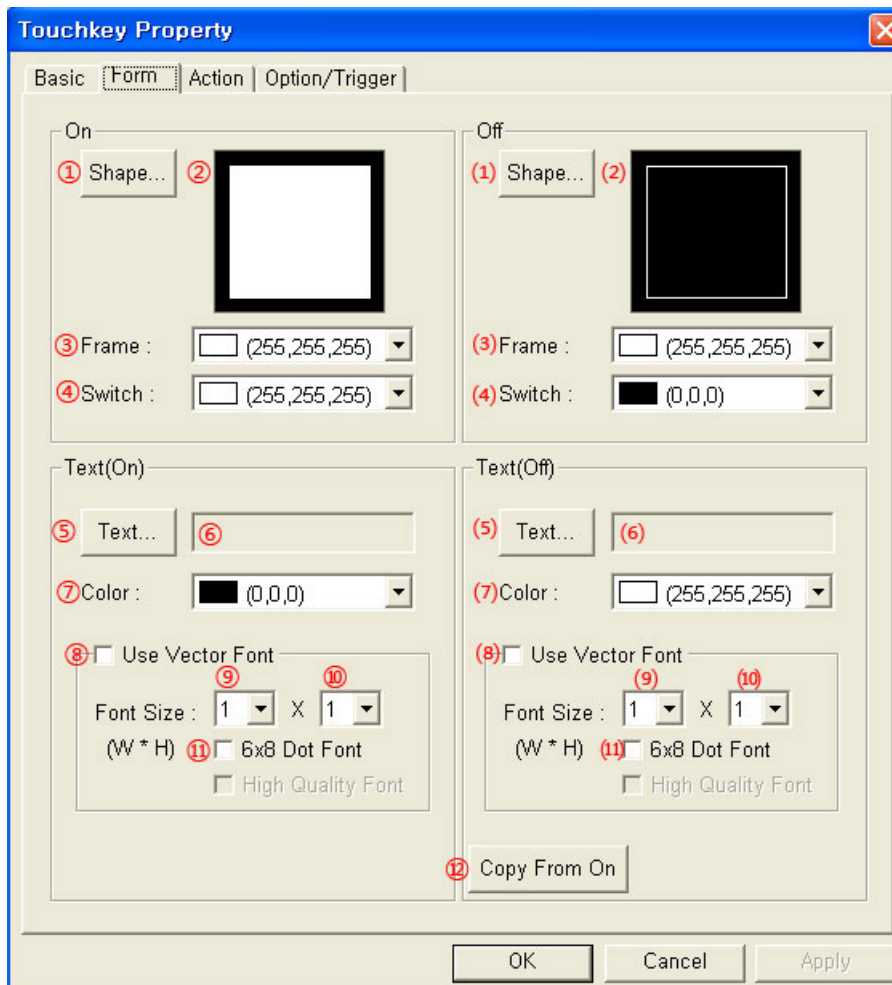 Touchkey Property
Basic Form Action Option/Trigger
On
① Shape... ②
③ Frame : (255,255,255)
④ Switch : (255,255,255)
Off
(1) Shape... (2)
(3) Frame : (255,255,255)
(4) Switch : (0,0,0)
Text(On)
⑤ Text... ⑥
⑦ Color : (0,0,0)
⑧ Use Vector Font
⑨ ⑩
Font Size : 1 X 1
(W * H) ⑪ 6x8 Dot Font
High Quality Font
Text(Off)
(5) Text... (6)
(7) Color : (255,255,255)
(8) Use Vector Font
(9) (10)
Font Size : 1 X 1
(W * H) (11) 6x8 Dot Font
High Quality Font
⑫ Copy From On
OK Cancel Apply